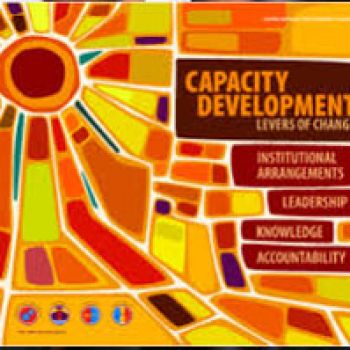 CAPACITY
DEVELOPMENT
LEVERS OF CHANG
INSTITUTIONAL
ARRANGEMENTS
LEADERSHIP
KNOWLEDGE
ACCOUNTABILITY